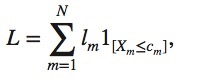 L = \sum_{m=1}^{N} l_m 1_{[X_m \leq c_m]},